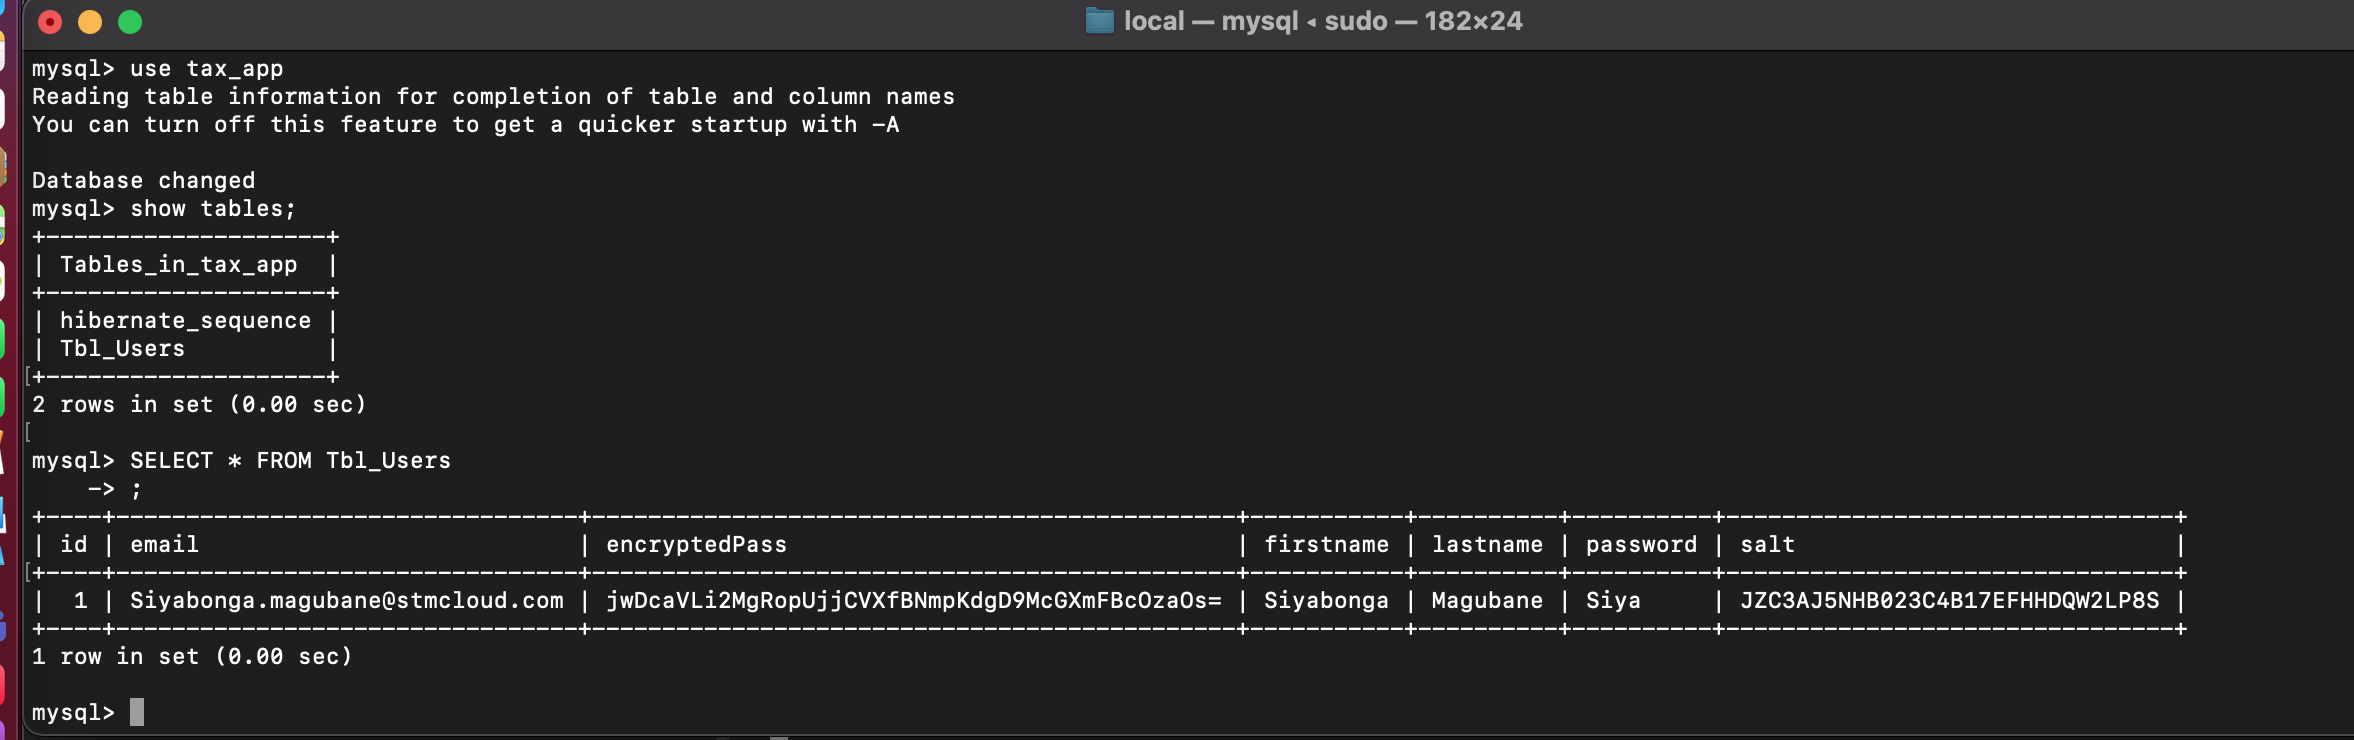 local — mysql ◂ sudo — 182×24
mysql> use tax_app
Reading table information for completion of table and column names
You can turn off this feature to get a quicker startup with -A
Database changed
mysql> show tables;
+--------------------+
| Tables_in_tax_app  |
+--------------------+
| hibernate_sequence |
| Tbl_Users          |
[+--------------------+
2 rows in set (0.00 sec)
[
mysql> SELECT * FROM Tbl_Users
    -> ;
+----+---------------------------------+----------------------------------------------+-----------+----------+----------+--------------------------------+
| id | email                           | encryptedPass                                | firstname | lastname | password | salt                           |
[+----+---------------------------------+----------------------------------------------+-----------+----------+----------+--------------------------------+
|  1 | Siyabonga.magubane@stmcloud.com | jwDcaVLi2MgRopUjjCVXfBNmpKdgD9McGXmFBcOzaOs= | Siyabonga | Magubane | Siya     | JZC3AJ5NHB023C4B17EFHHDQW2LP8S |
+----+---------------------------------+----------------------------------------------+-----------+----------+----------+--------------------------------+
1 row in set (0.00 sec)
mysql>